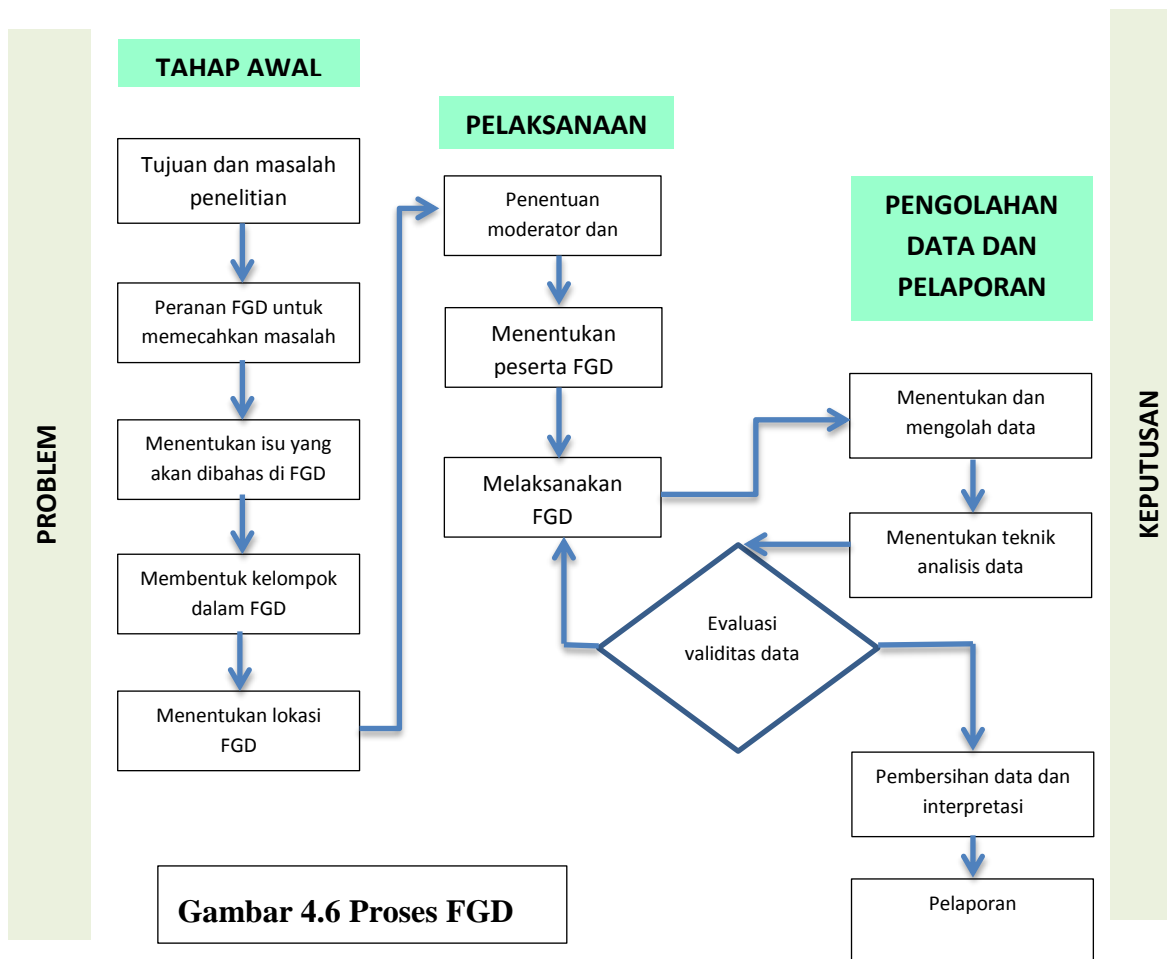 PROBLEM
TAHAP AWAL
Tujuan dan masalah
penelitian
Peranan FGD untuk
memecahkan masalah
Menentukan isu yang
akan dibahas di FGD
Membentuk kelompok
dalam FGD
Menentukan lokasi
FGD
PELAKSANAAN
Penentuan
moderator dan
Menentukan
peserta FGD
Melaksanakan
FGD
PENGOLAHAN
DATA DAN
PELAPORAN
Menentukan dan
mengolah data
Menentukan teknik
analisis data
Evaluasi
validitas data
Pembersihan data dan
interpretasi
Pelaporan
KEPUTUSAN
Gambar 4.6 Proses FGD